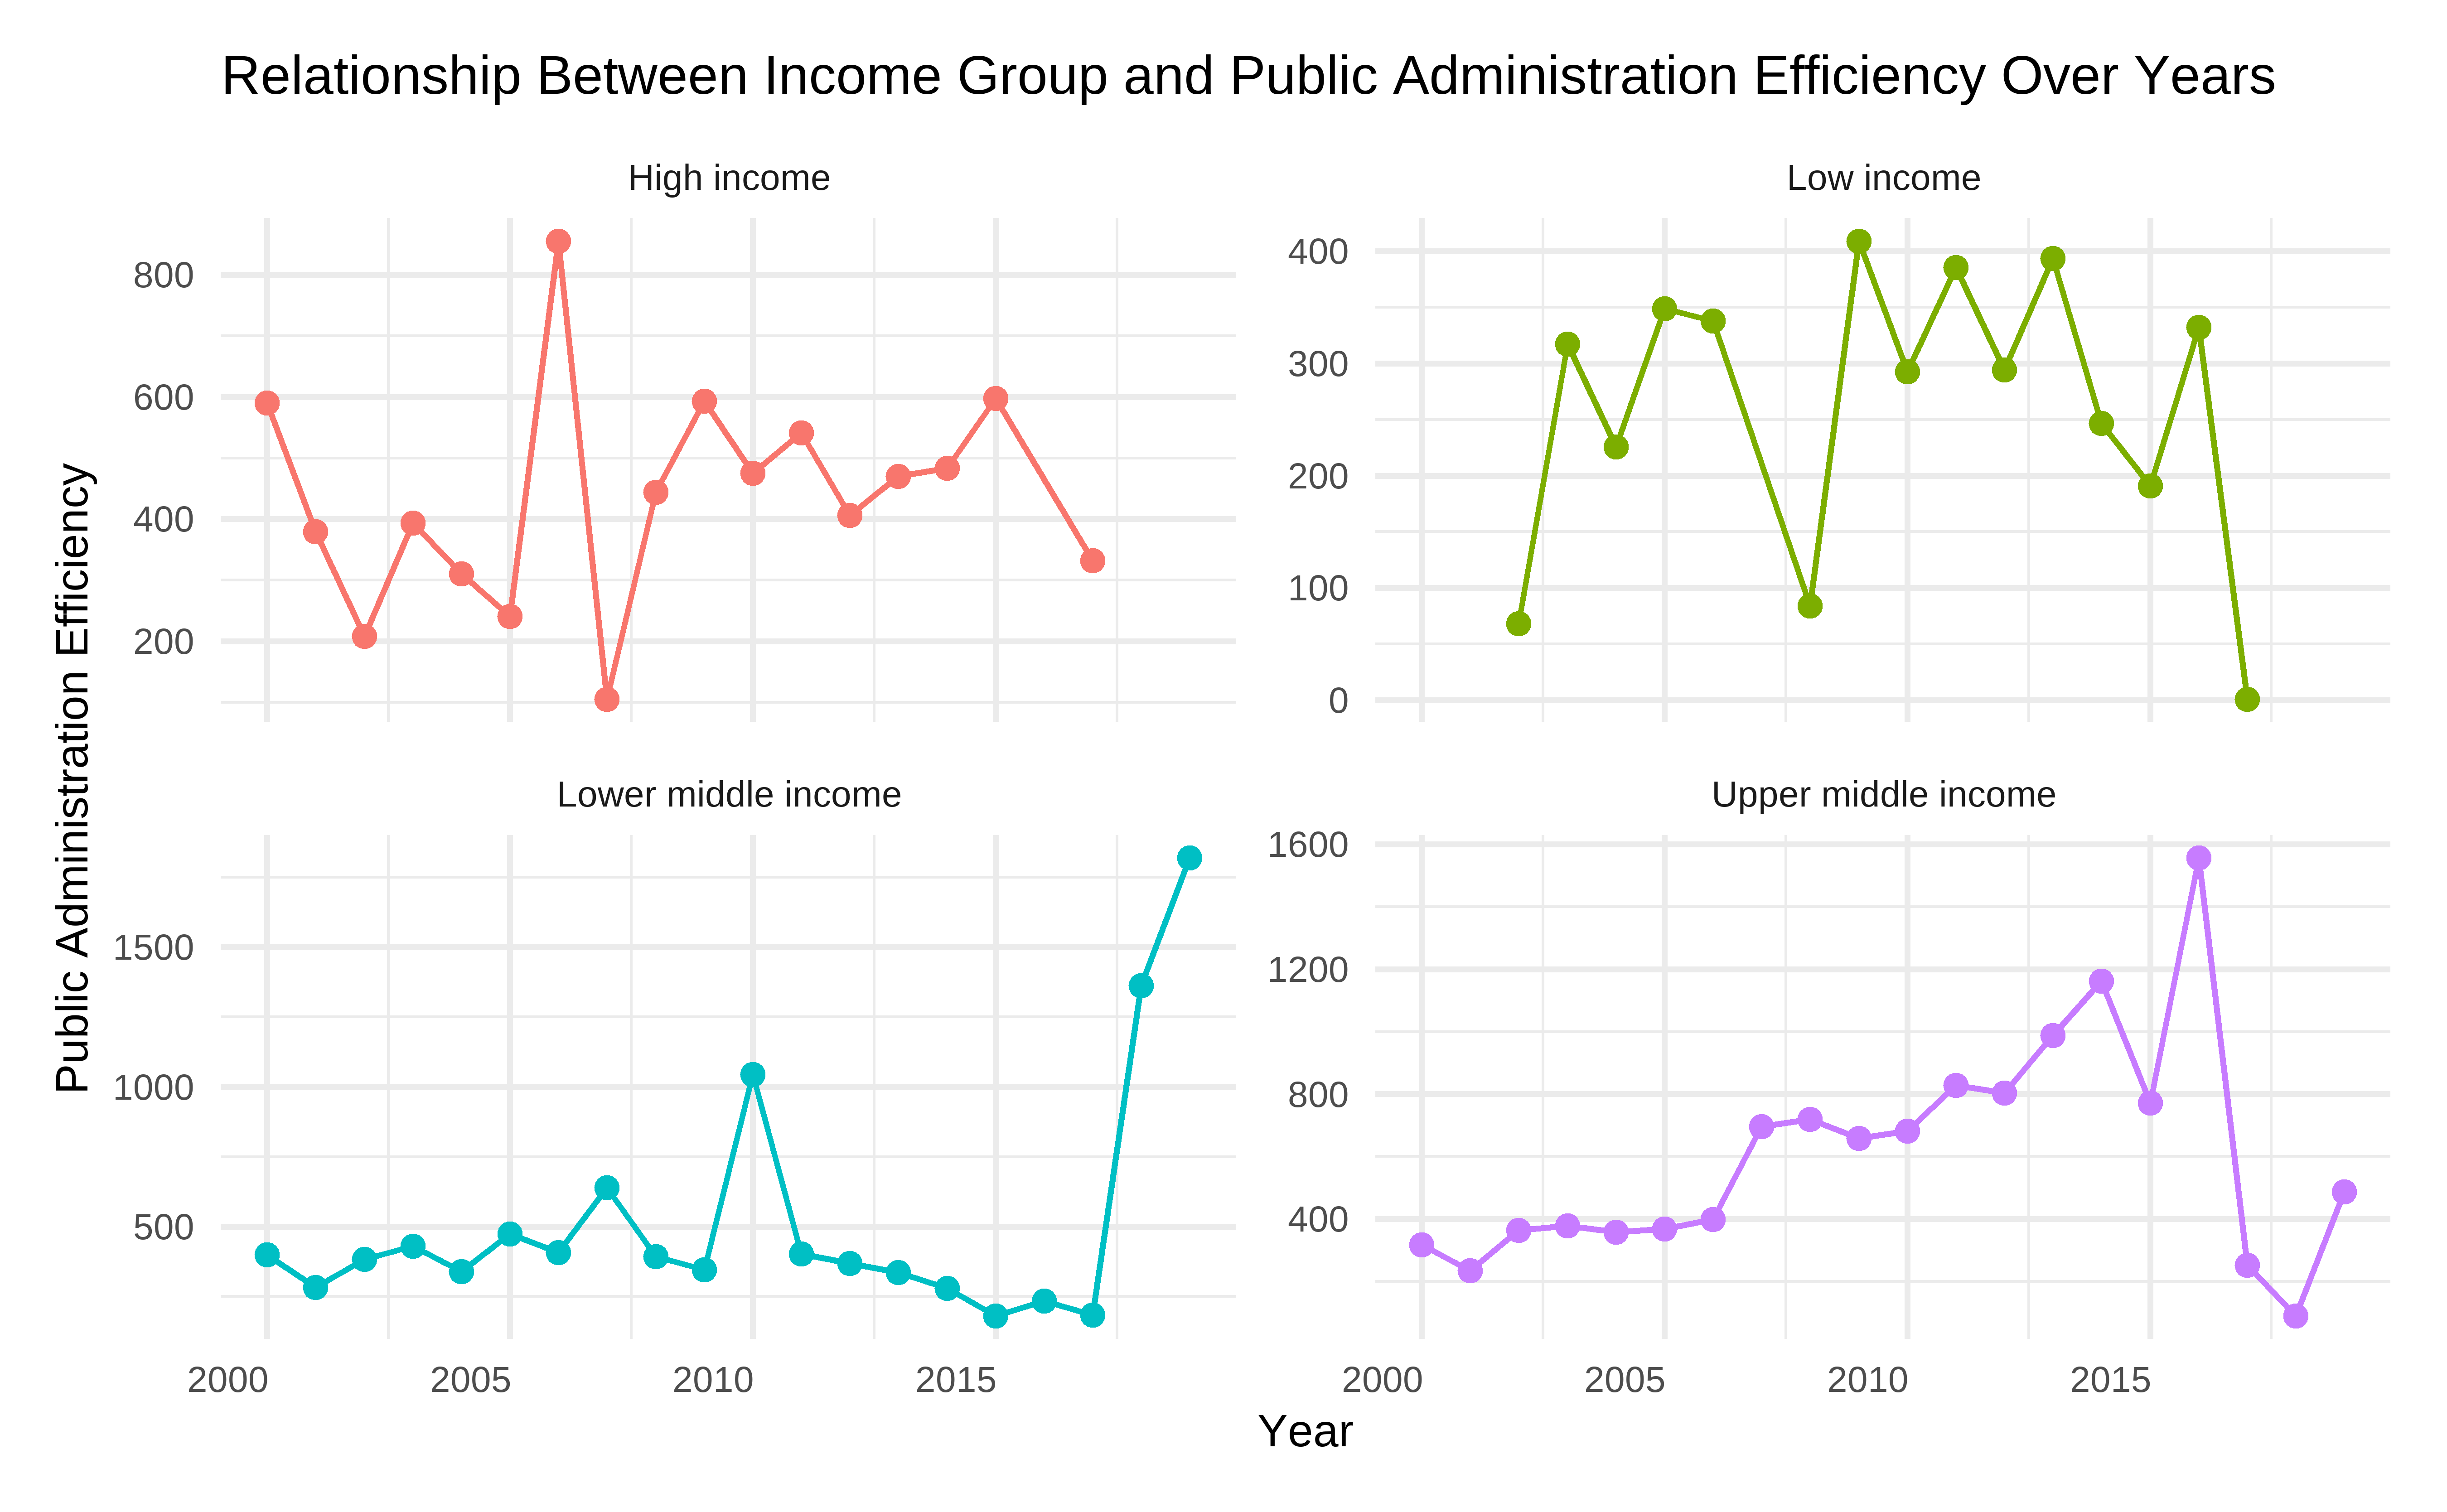 Relationship Between Income Group and Public Administration Efficiency Over Years
High income
Low income
800
600
400
200
400
300
200
100
0
Public Administration Efficiency
Lower middle income
Upper middle income
1500
1000
500
1600
1200
800
400
2000 2005 2010 2015
2000 2005 2010 2015
Year